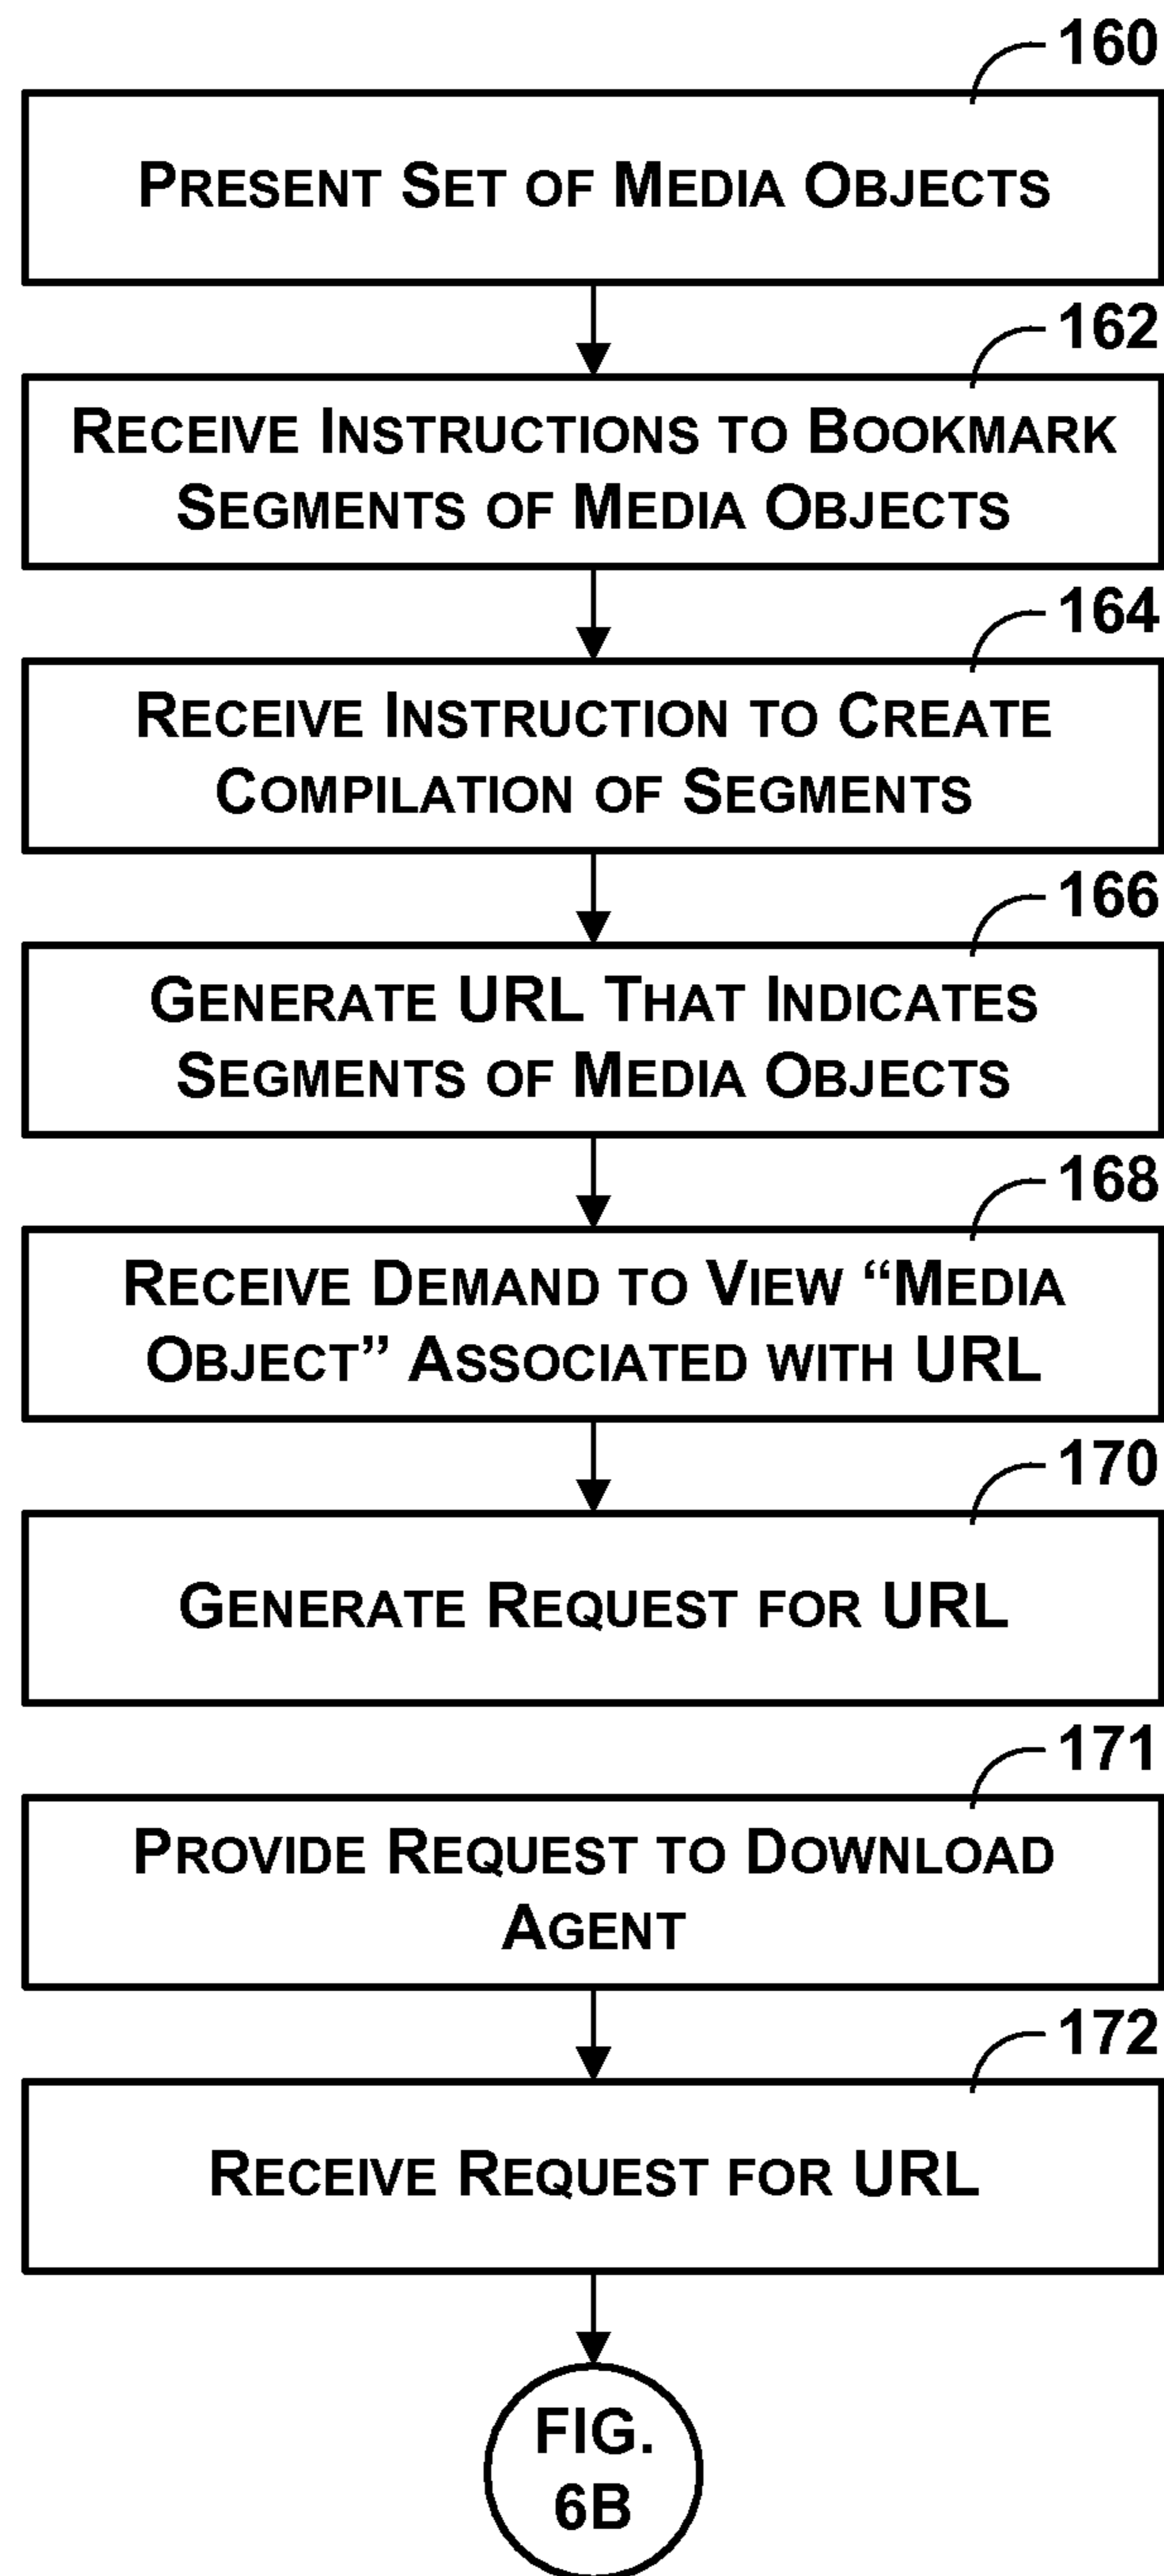 160
PRESENT SET OF MEDIA OBJECTS
162
RECEIVE INSTRUCTIONS TO BOOKMARK
SEGMENTS OF MEDIA OBJECTS
164
RECEIVE INSTRUCTION TO CREATE
COMPILATION OF SEGMENTS
166
GENERATE URL THAT INDICATES
SEGMENTS OF MEDIA OBJECTS
168
RECEIVE DEMAND TO VIEW “MEDIA
OBJECT” ASSOCIATED WITH URL
170
GENERATE REQUEST FOR URL
171
PROVIDE REQUEST TO DOWNLOAD
AGENT
172
RECEIVE REQUEST FOR URL
FIG.
6B